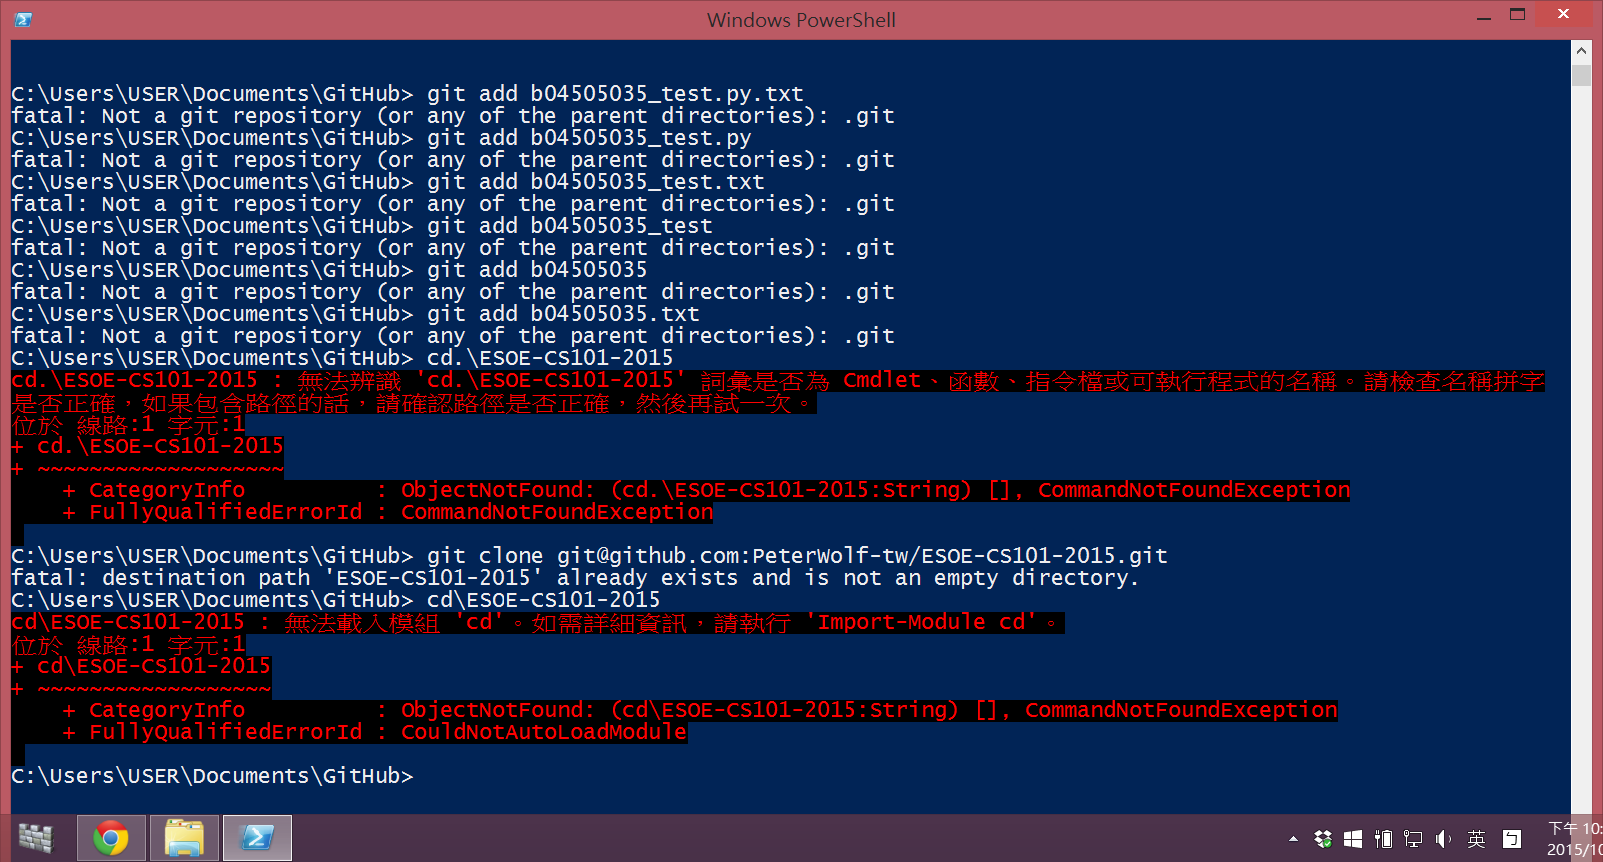 Windows PowerShell
C:\Users\USER\Documents\GitHub> git add b04505035_test.py.txt
fatal: Not a git repository (or any of the parent directories): .git
C:\Users\USER\Documents\GitHub> git add b04505035_test.py
fatal: Not a git repository (or any of the parent directories): .git
C:\Users\USER\Documents\GitHub> git add b04505035_test.txt
fatal: Not a git repository (or any of the parent directories): .git
C:\Users\USER\Documents\GitHub> git add b04505035_test
fatal: Not a git repository (or any of the parent directories): .git
C:\Users\USER\Documents\GitHub> git add b04505035
fatal: Not a git repository (or any of the parent directories): .git
C:\Users\USER\Documents\GitHub> git add b04505035.txt
fatal: Not a git repository (or any of the parent directories): .git
C:\Users\USER\Documents\GitHub> cd.\ESOE-CS101-2015
cd.\ESOE-CS101-2015 : 無法辨識 'cd.\ESOE-CS101-2015' 詞彙是否為 Cmdlet、函數、指令檔或可執行程式的名稱。請檢查名稱拼字
是否正確，如果包含路徑的話，請確認路徑是否正確，然後再試一次。
位於 線路:1 字元:1
+ cd.\ESOE-CS101-2015
+ ~~~~~~~~~~~~~~~~~~~
    + CategoryInfo          : ObjectNotFound: (cd.\ESOE-CS101-2015:String) [], CommandNotFoundException
    + FullyQualifiedErrorId : CommandNotFoundException
C:\Users\USER\Documents\GitHub> git clone git@github.com:PeterWolf-tw/ESOE-CS101-2015.git
fatal: destination path 'ESOE-CS101-2015' already exists and is not an empty directory.
C:\Users\USER\Documents\GitHub> cd\ESOE-CS101-2015
cd\ESOE-CS101-2015 : 無法載入模組 'cd'。如需詳細資訊，請執行 'Import-Module cd'。
位於 線路:1 字元:1
+ cd\ESOE-CS101-2015
+ ~~~~~~~~~~~~~~~~~~
    + CategoryInfo          : ObjectNotFound: (cd\ESOE-CS101-2015:String) [], CommandNotFoundException
    + FullyQualifiedErrorId : CouldNotAutoLoadModule
C:\Users\USER\Documents\GitHub>
英
下午 10:
2015/10